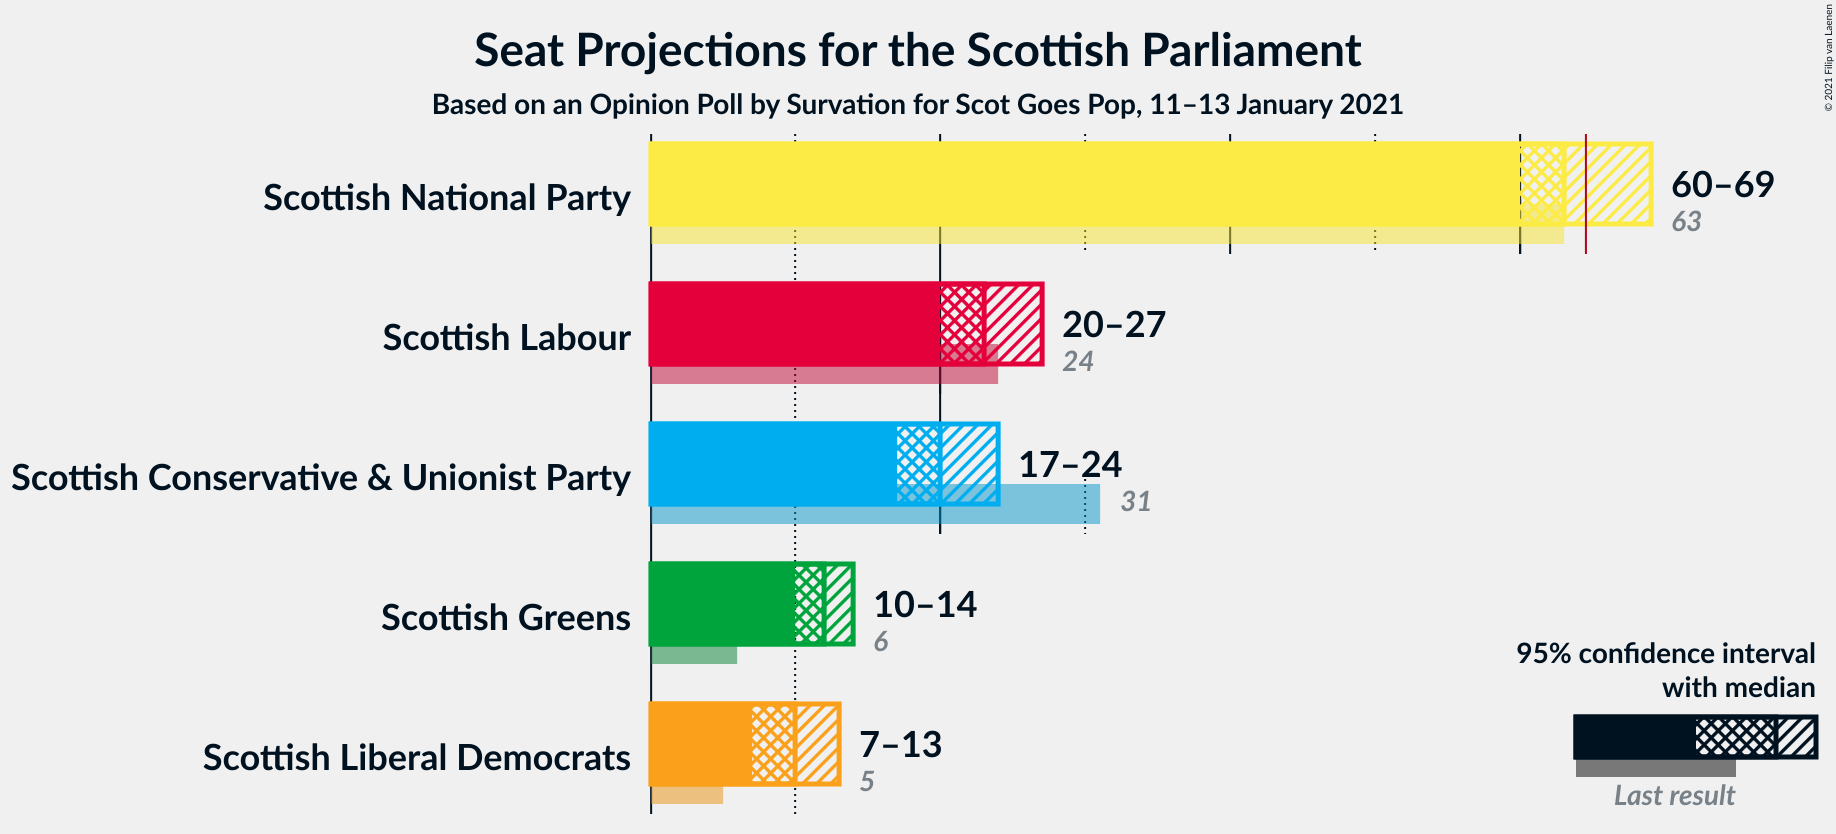 Seat Projections for the Scottish Parliament
Based on an Opinion Poll by Survation for Scot Goes Pop, 11–13 January 2021
© 2021 Filip van Laenen
Scottish National Party
60–69
63
Scottish Labour
20–27
24
Scottish Conservative & Unionist Party
17–24
31
Scottish Greens
10–14
6
Scottish Liberal Democrats
7–13
5
95% confidence interval
with median
Last result